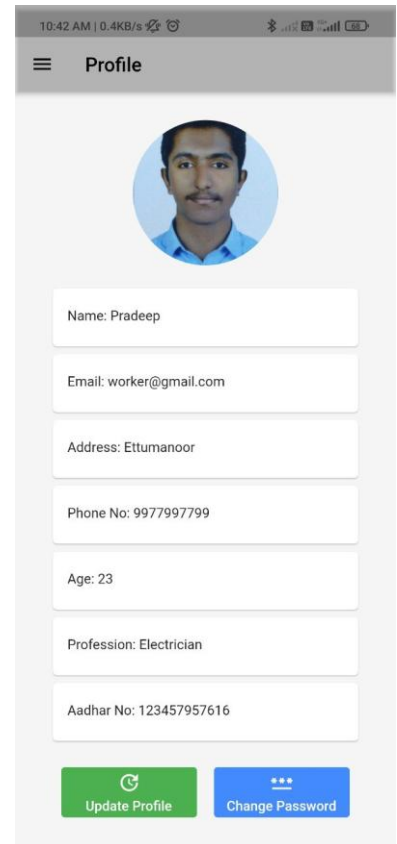 10:42 AM | 0.4KB/s
Profile
Name: Pradeep
Email: worker@gmail.com
Address: Ettumanoor
Phone No: 9977997799
Age: 23
Profession: Electrician
Aadhar No: 123457957616
Update Profile
Change Password